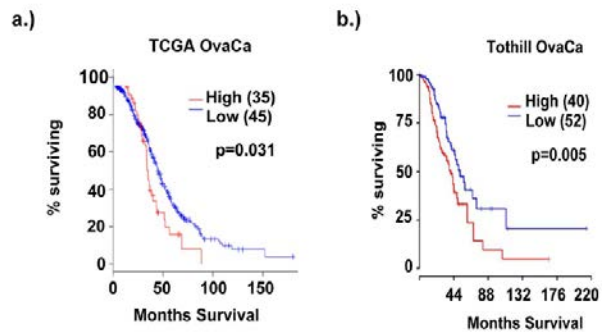 a.)
TCGA OvaCa
High (35)
Low (45)
p=0.031
% surviving
100
80
60
40
20
0
0 50 100 150
Months Survival
b.)
Tothill OvaCa
High (40)
Low (52)
p=0.005
% surviving
100
75
50
25
0
44 88 132 176 220
Months Survival